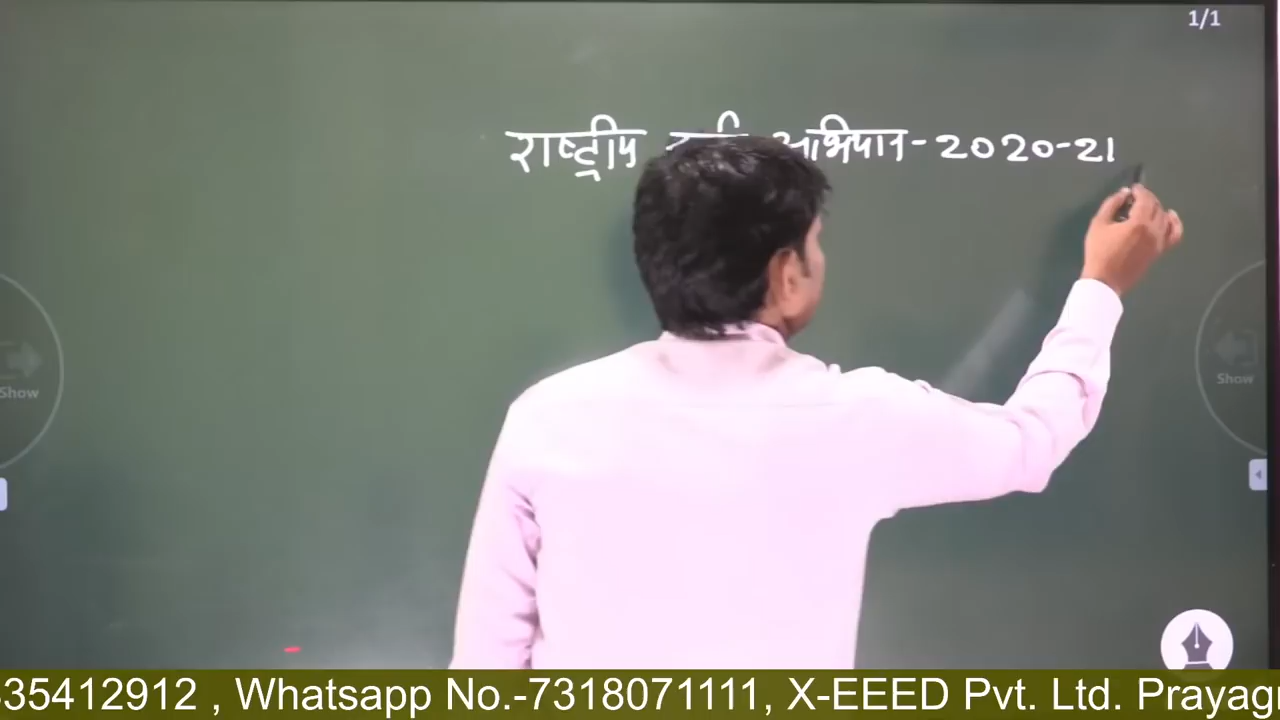 1/1
राष्ट्रीय अभियान-2020-21
Show
Show
35412912 , Whatsapp No.-7318071111, X-EEED Pvt. Ltd. Prayag